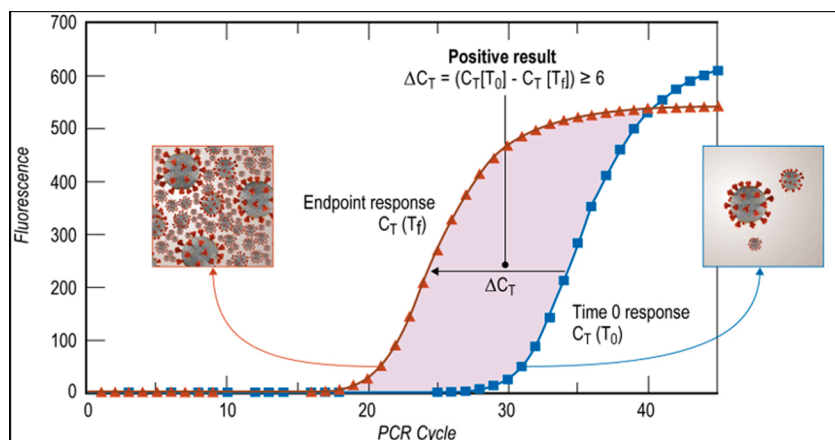 700
600
500
400
300
200
100
0
Fluorescence
Positive result
ΔC_T = (C_T[T_0] - C_T [T_f]) ≥ 6
Endpoint response
C_T (T_f)
ΔC_T
Time 0 response
C_T (T_0)
0 10 20 30 40
PCR Cycle